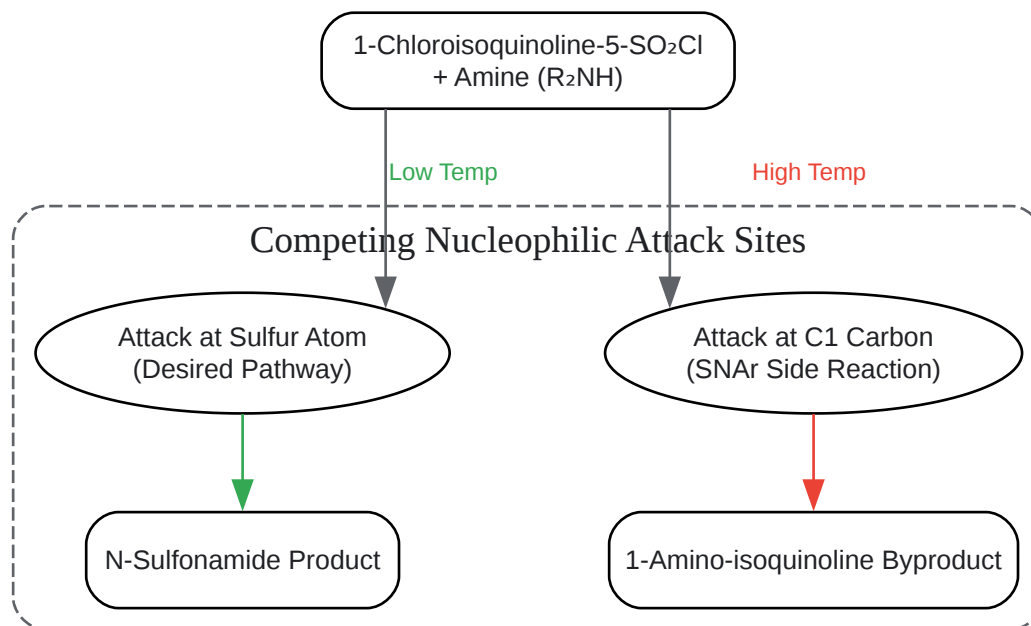 1-Chloroisoquinoline-5-SO₂Cl
+ Amine (R₂NH)
Low Temp
High Temp
Competing Nucleophilic Attack Sites
Attack at Sulfur Atom
(Desired Pathway)
Attack at C1 Carbon
(SNAr Side Reaction)
N-Sulfonamide Product
1-Amino-isoquinoline Byproduct